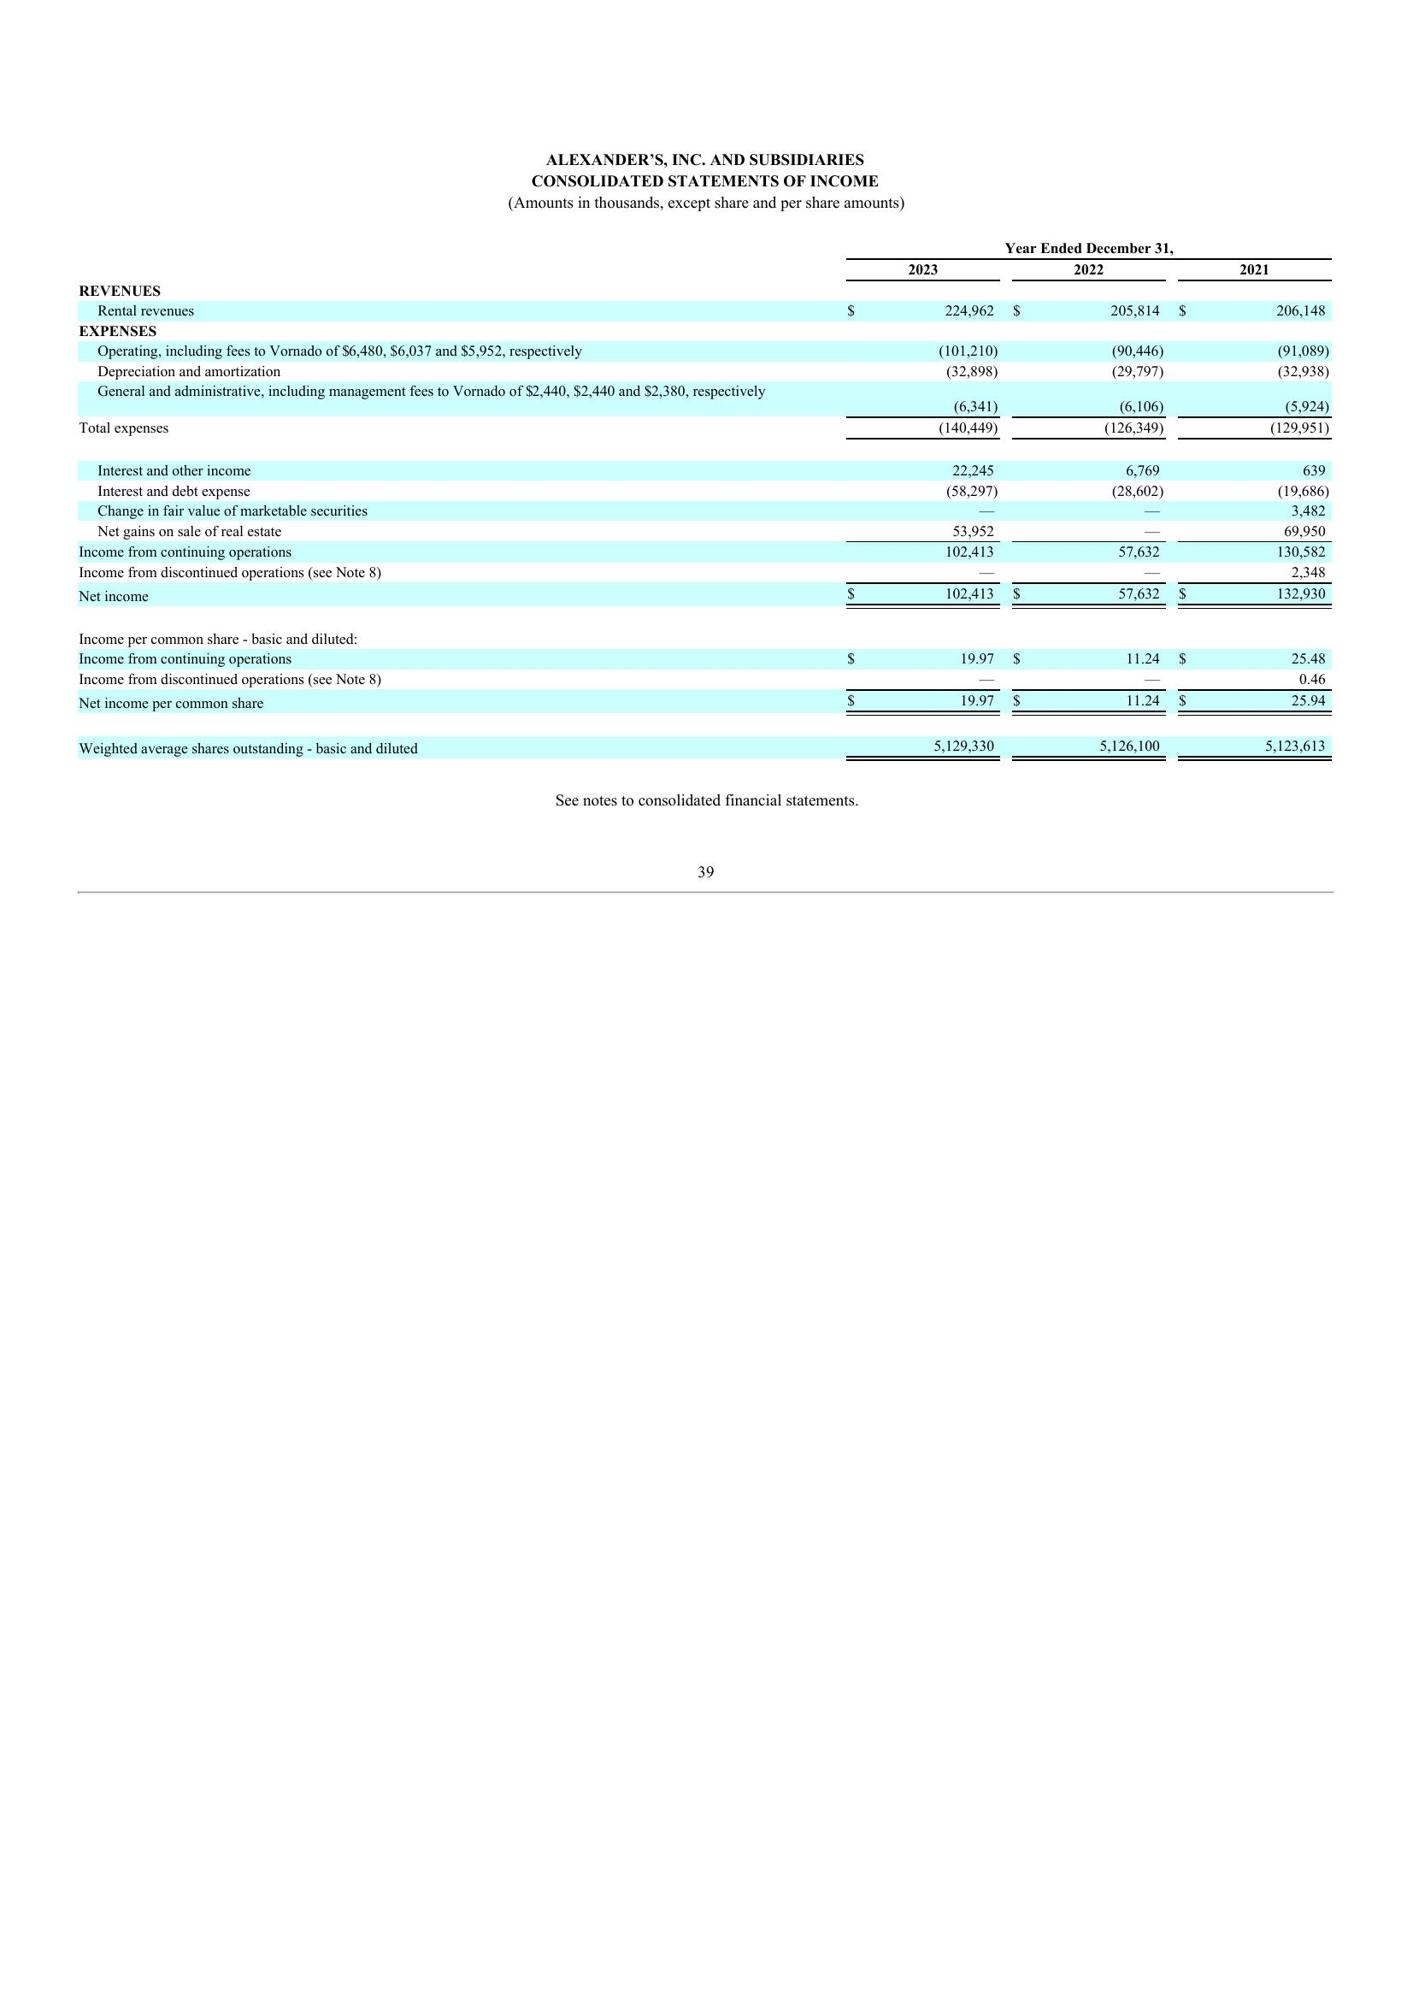 ALEXANDER’S, INC. AND SUBSIDIARIES
CONSOLIDATED STATEMENTS OF INCOME
(Amounts in thousands, except share and per share amounts)
Year Ended December 31,
2023 2022 2021
REVENUES
Rental revenues $ 224,962 $ 205,814 $ 206,148
EXPENSES
Operating, including fees to Vornado of $6,480, $6,037 and $5,952, respectively (101,210) (90,446) (91,089)
Depreciation and amortization (32,898) (29,797) (32,938)
General and administrative, including management fees to Vornado of $2,440, $2,440 and $2,380, respectively (6,341) (6,106) (5,924)
Total expenses (140,449) (126,349) (129,951)
Interest and other income 22,245 6,769 639
Interest and debt expense (58,297) (28,602) (19,686)
Change in fair value of marketable securities — — 3,482
Net gains on sale of real estate 53,952 — 69,950
Income from continuing operations 102,413 57,632 130,582
Income from discontinued operations (see Note 8) — — 2,348
Net income $ 102,413 $ 57,632 $ 132,930
Income per common share - basic and diluted:
Income from continuing operations $ 19.97 $ 11.24 $ 25.48
Income from discontinued operations (see Note 8) — — 0.46
Net income per common share $ 19.97 $ 11.24 $ 25.94
Weighted average shares outstanding - basic and diluted 5,129,330 5,126,100 5,123,613
See notes to consolidated financial statements.
39